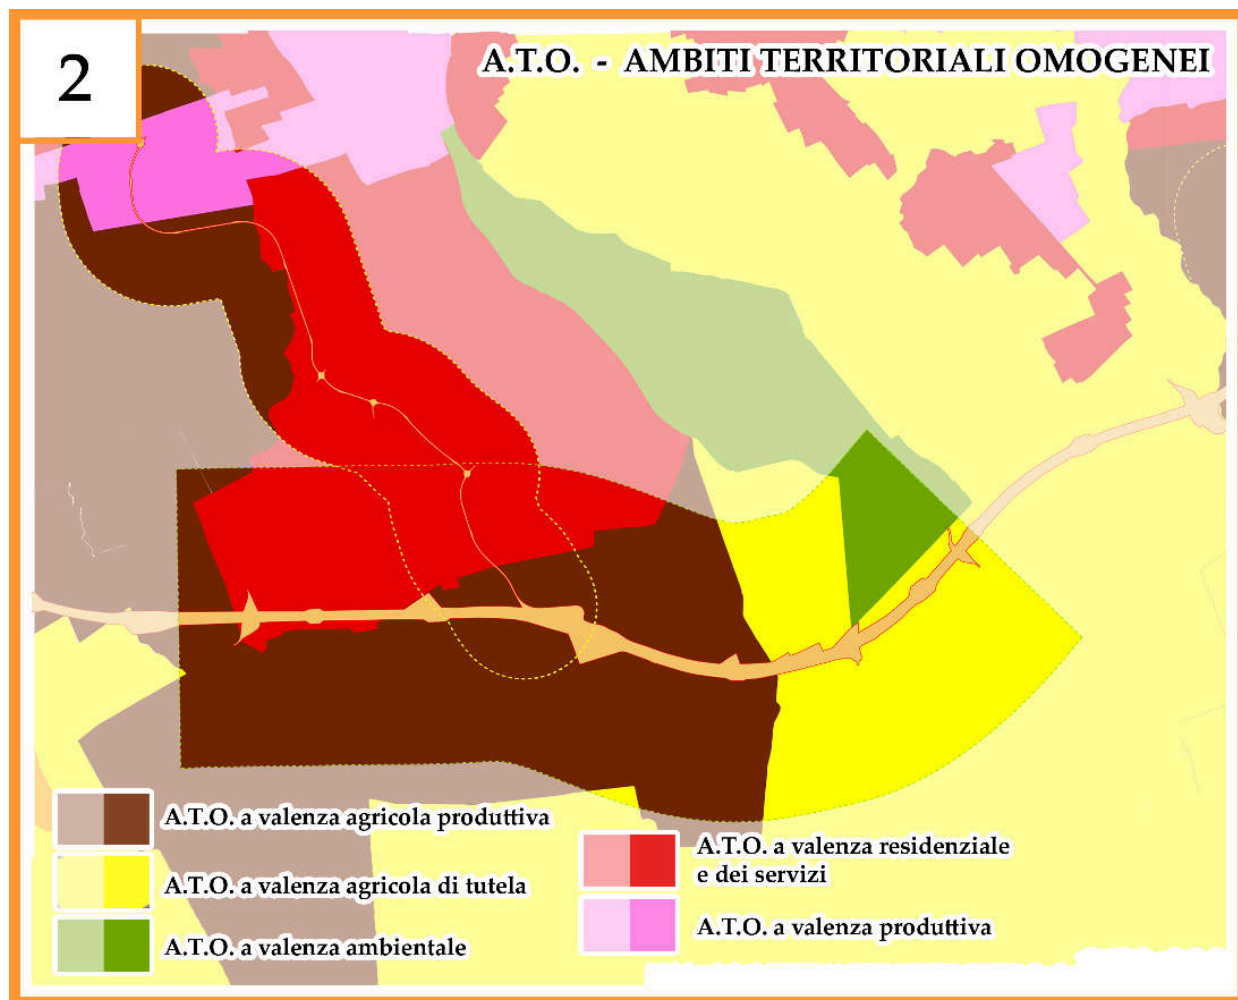 2
A.T.O. - AMBITI TERRITORIALI OMOGENEI
A.T.O. a valenza agricola produttiva
A.T.O. a valenza agricola di tutela
A.T.O. a valenza ambientale
A.T.O. a valenza residenziale
e dei servizi
A.T.O. a valenza produttiva